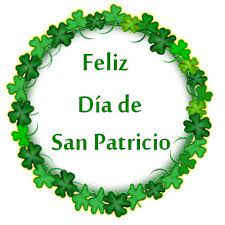 Feliz
Día de
San Patricio